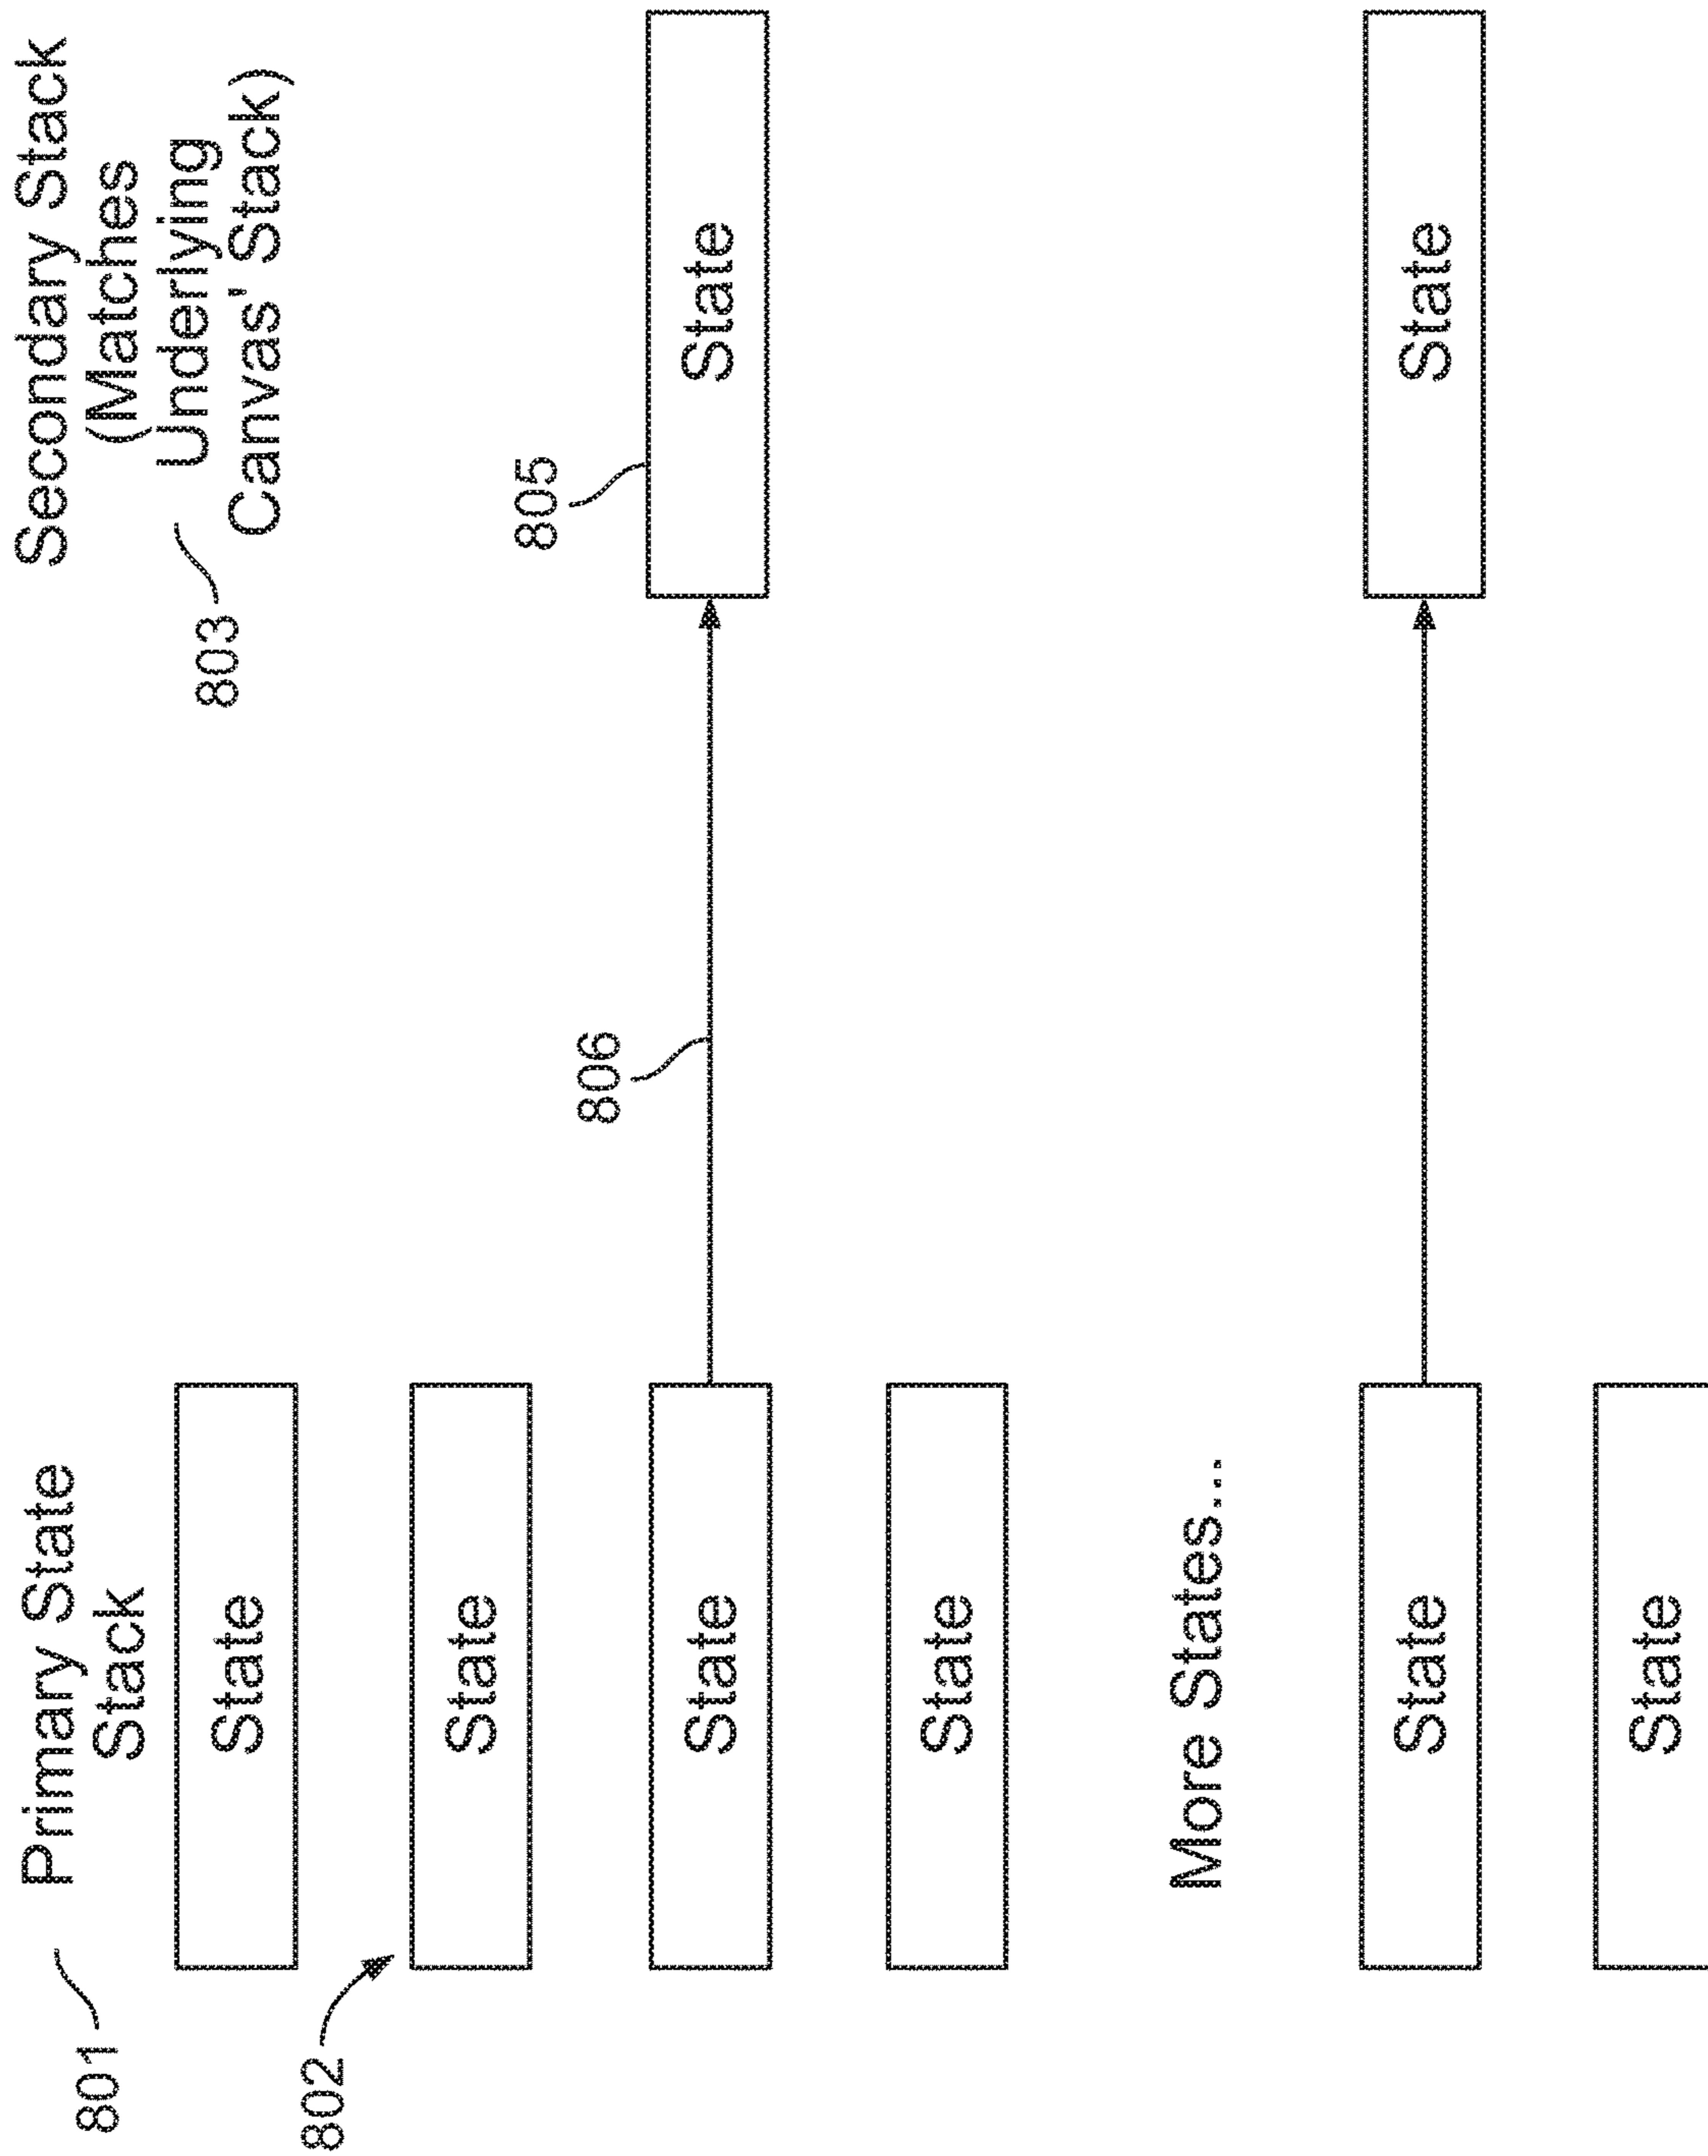 801
Primary State
Stack
803
Secondary Stack
(Matches
Underlying
Canvas' Stack)
State
802
State
State
806
805
State
State
More States...
State
State
State